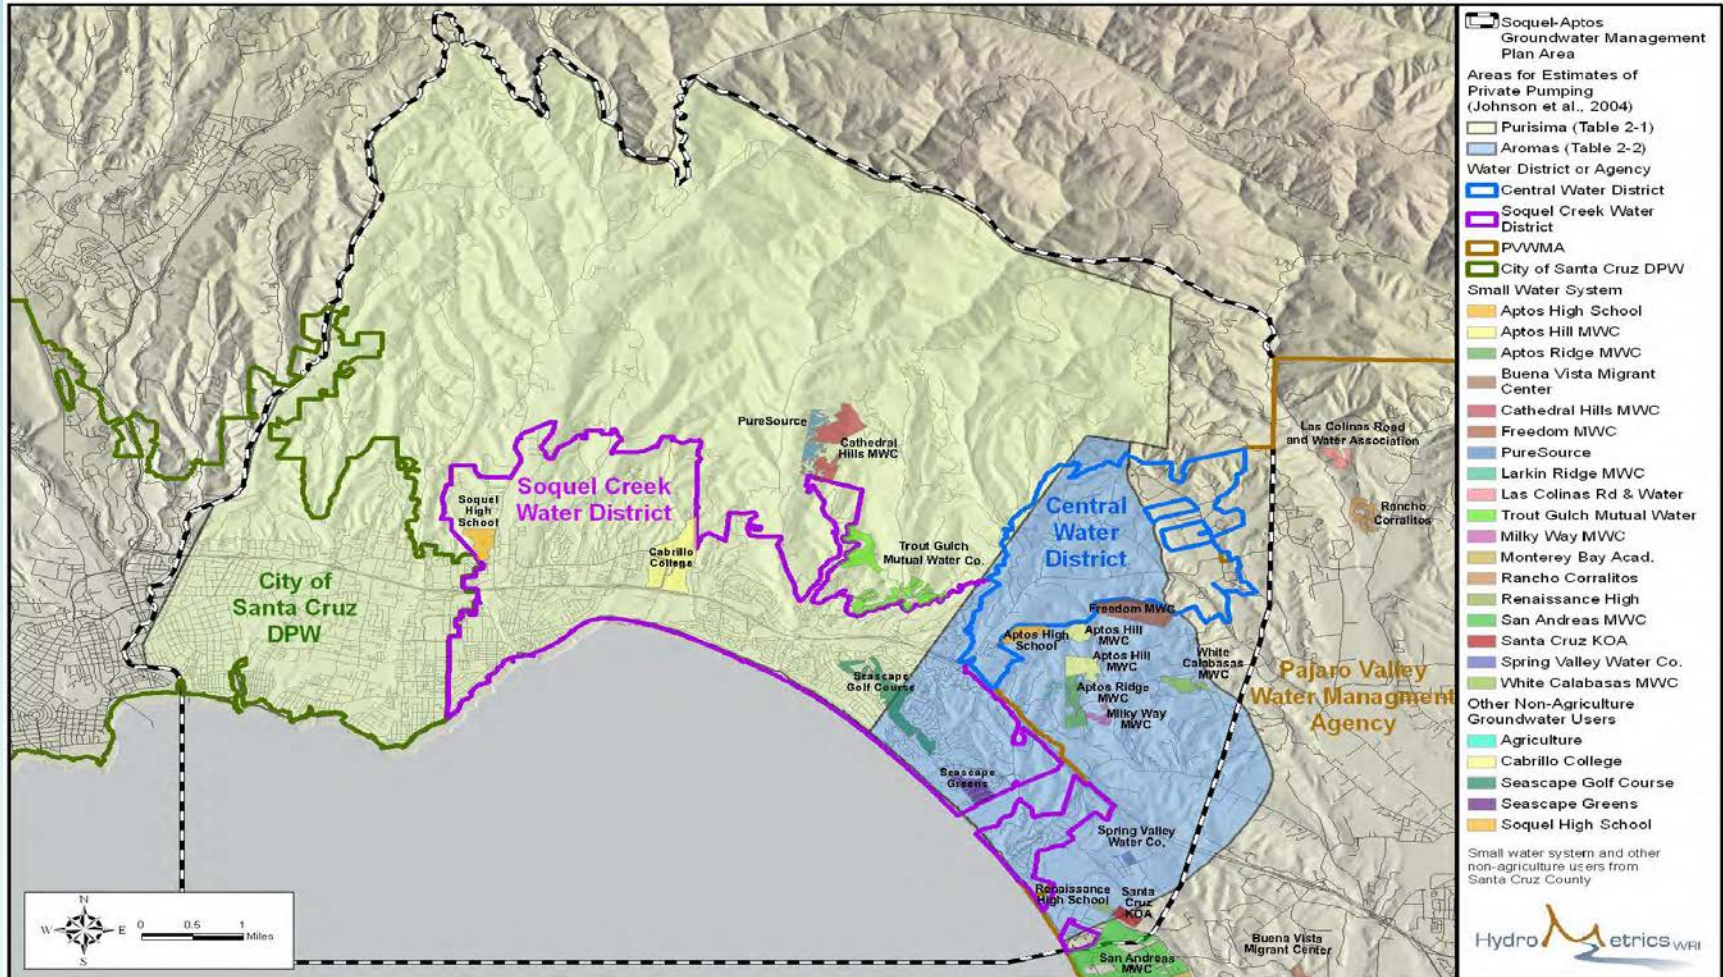 PureSource
Cathedral
Hills MWC
Las Colinas Road
and Water Association
Soquel Creek
Water District
Soquel
High
School
Central
Water
District
Rancho
Corralitos
Cabrillo
College
Trout Gulch
Mutual Water Co.
City of
Santa Cruz
DPW
Freedom MWC
Aptos High
School
Aptos Hill
MWC
Aptos Hill
MWC
White
Calabasas
MWC
Seascape
Golf Course
Aptos Ridge
MWC
Milky Way
MWC
Pajaro Valley
Water Managment
Agency
Seascape
Greens
Spring Valley
Water Co.
Renaissance
High School
Santa
Cruz
KOA
Buena Vista
Migrant Center
San Andreas
MWC
N
W
E
S
0 0.5 1
Miles
Soquel-Aptos
Groundwater Management
Plan Area
Areas for Estimates of
Private Pumping
(Johnson et al., 2004)
Purisima (Table 2-1)
Aromas (Table 2-2)
Water District or Agency
Central Water District
Soquel Creek Water
District
PVWMA
City of Santa Cruz DPW
Small Water System
Aptos High School
Aptos Hill MWC
Aptos Ridge MWC
Buena Vista Migrant
Center
Cathedral Hills MWC
Freedom MWC
PureSource
Larkin Ridge MWC
Las Colinas Rd & Water
Trout Gulch Mutual Water
Milky Way MWC
Monterey Bay Acad.
Rancho Corralitos
Renaissance High
San Andreas MWC
Santa Cruz KOA
Spring Valley Water Co.
White Calabasas MWC
Other Non-Agriculture
Groundwater Users
Agriculture
Cabrillo College
Seascape Golf Course
Seascape Greens
Soquel High School
Small water system and other
non-agriculture users from
Santa Cruz County
HydroMetrics WRI